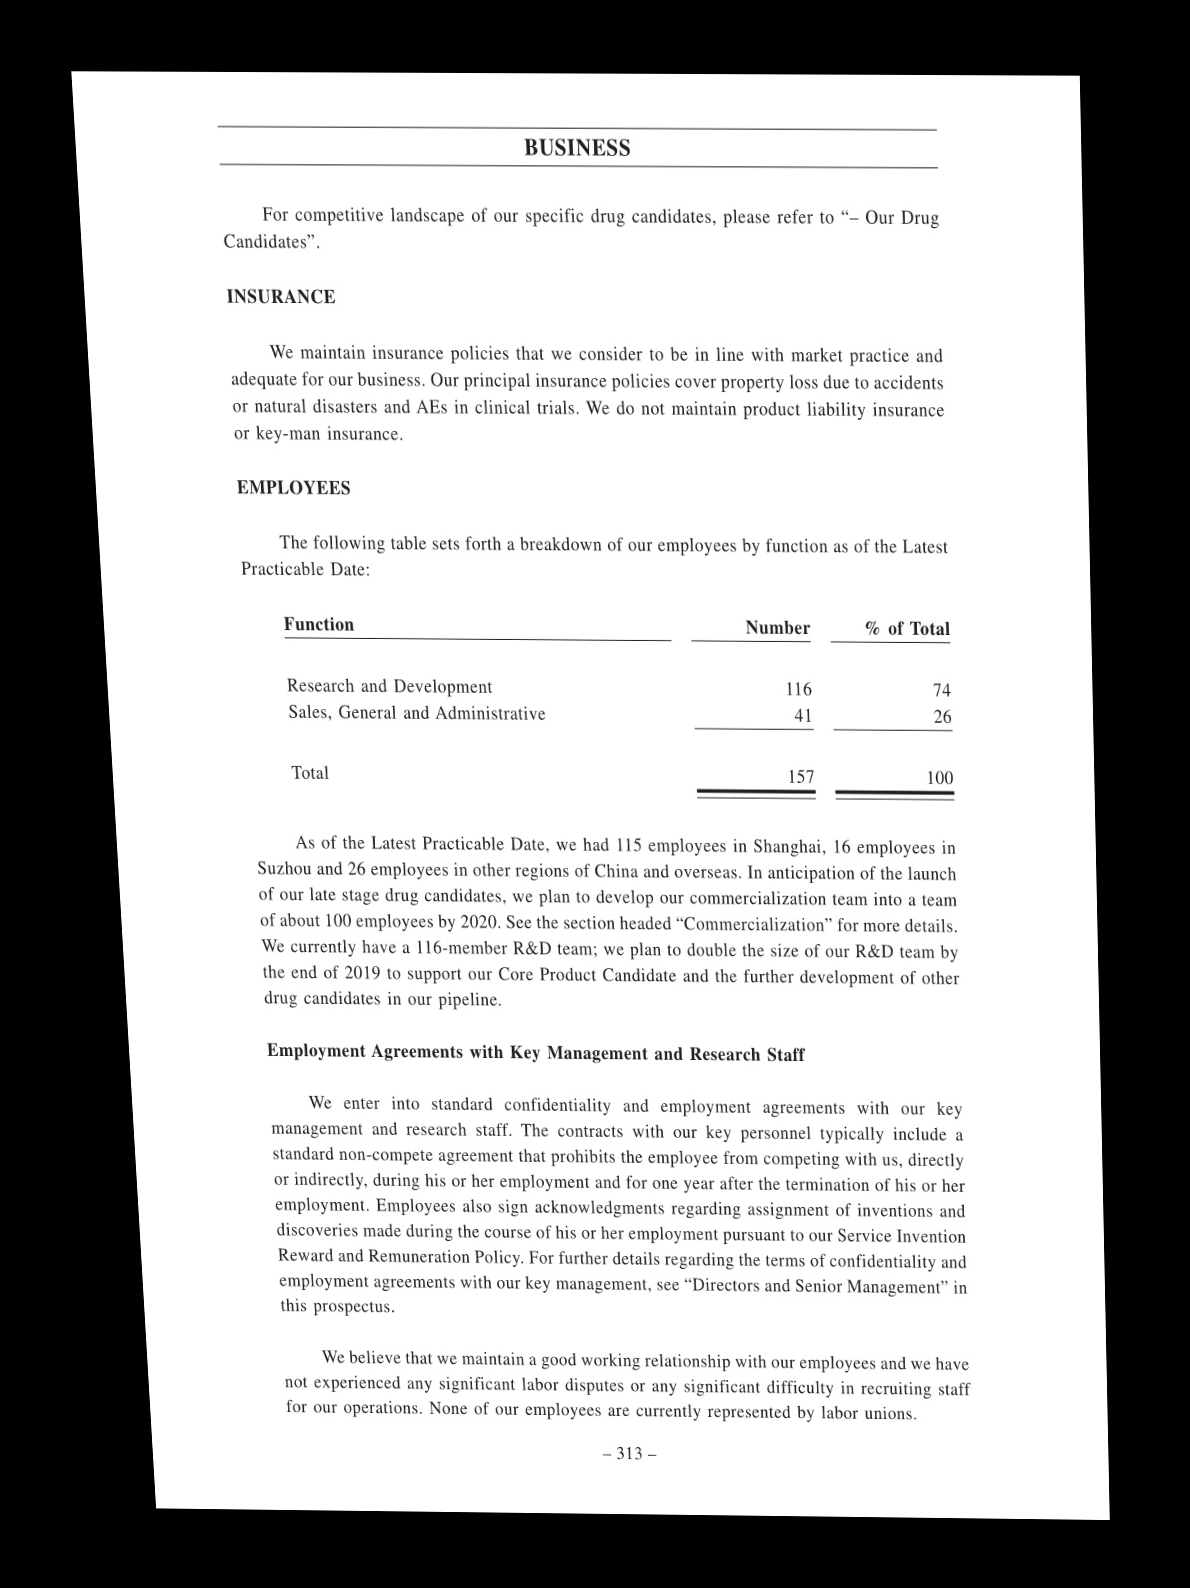 BUSINESS
For competitive landscape of our specific drug candidates, please refer to “– Our Drug
Candidates”.
INSURANCE
We maintain insurance policies that we consider to be in line with market practice and
adequate for our business. Our principal insurance policies cover property loss due to accidents
or natural disasters and AEs in clinical trials. We do not maintain product liability insurance
or key-man insurance.
EMPLOYEES
The following table sets forth a breakdown of our employees by function as of the Latest
Practicable Date:
Function Number % of Total
Research and Development 116 74
Sales, General and Administrative 41 26
Total 157 100
As of the Latest Practicable Date, we had 115 employees in Shanghai, 16 employees in
Suzhou and 26 employees in other regions of China and overseas. In anticipation of the launch
of our late stage drug candidates, we plan to develop our commercialization team into a team
of about 100 employees by 2020. See the section headed “Commercialization” for more details.
We currently have a 116-member R&D team; we plan to double the size of our R&D team by
the end of 2019 to support our Core Product Candidate and the further development of other
drug candidates in our pipeline.
Employment Agreements with Key Management and Research Staff
We enter into standard confidentiality and employment agreements with our key
management and research staff. The contracts with our key personnel typically include a
standard non-compete agreement that prohibits the employee from competing with us, directly
or indirectly, during his or her employment and for one year after the termination of his or her
employment. Employees also sign acknowledgments regarding assignment of inventions and
discoveries made during the course of his or her employment pursuant to our Service Invention
Reward and Remuneration Policy. For further details regarding the terms of confidentiality and
employment agreements with our key management, see “Directors and Senior Management” in
this prospectus.
We believe that we maintain a good working relationship with our employees and we have
not experienced any significant labor disputes or any significant difficulty in recruiting staff
for our operations. None of our employees are currently represented by labor unions.
– 313 –